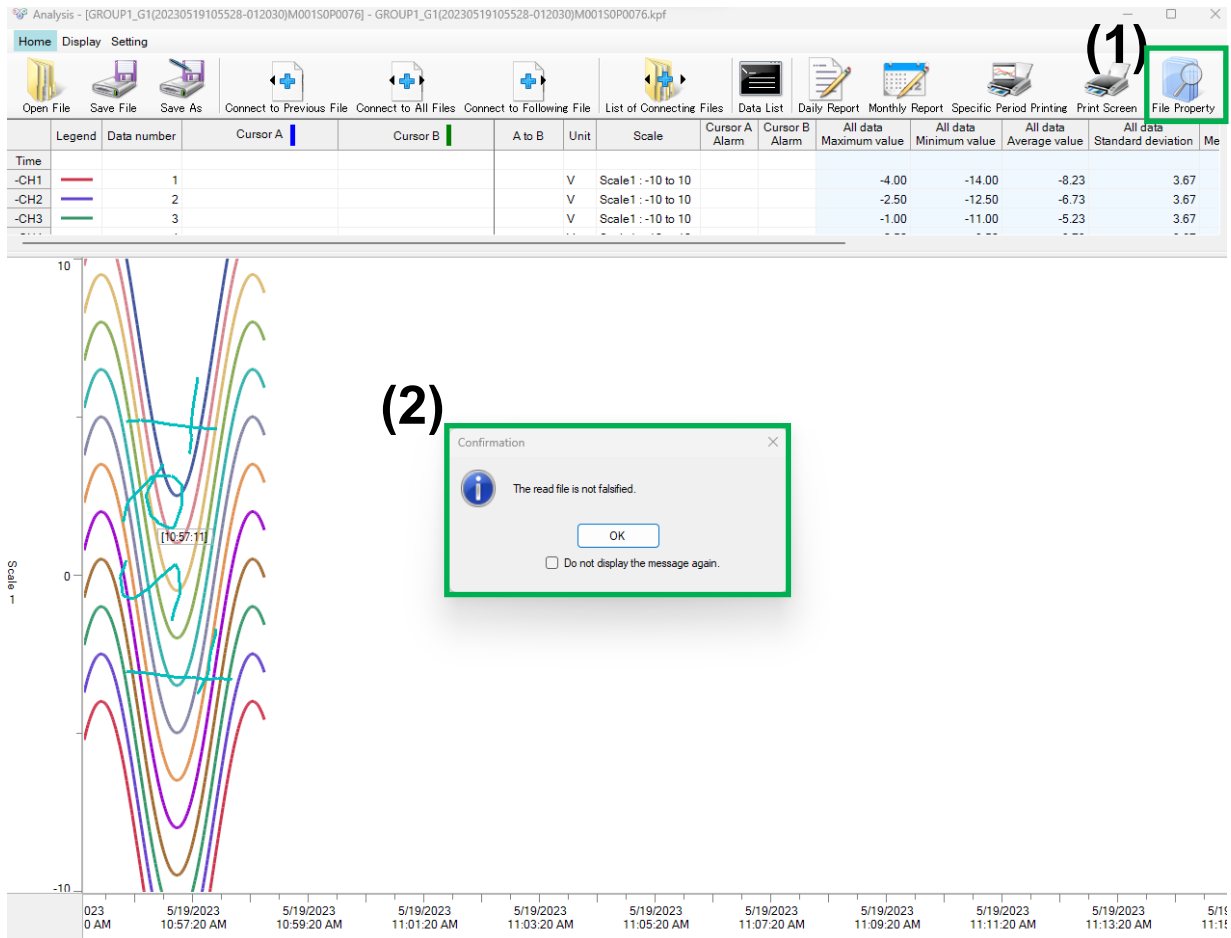 Analysis - [GROUP1_G1(20230519105528-012030)M001S0P0076] - GROUP1_G1(20230519105528-012030)M001S0P0076.kpf
Home Display Setting
(1)
Open File Save File Save As Connect to Previous File Connect to All Files Connect to Following File List of Connecting Files Data List Daily Report Monthly Report Specific Period Printing Print Screen File Property
Legend Data number Cursor A Cursor B A to B Unit Scale Cursor A Alarm Cursor B Alarm All data Maximum value All data Minimum value All data Average value All data Standard deviation Me
Time
-CH1 1 V Scale1 : -10 to 10 -4.00 -14.00 -8.23 3.67
-CH2 2 V Scale1 : -10 to 10 -2.50 -12.50 -6.73 3.67
-CH3 3 V Scale1 : -10 to 10 -1.00 -11.00 -5.23 3.67
10
(2)
Confirmation
The read file is not falsified.
OK
Do not display the message again.
[10:57:11]
Scale 1
0
-10
023 5/19/2023 5/19/2023 5/19/2023 5/19/2023 5/19/2023 5/19/2023 5/19/2023 5/19/2023 5/19/2023 5/1
0 AM 10:57:20 AM 10:59:20 AM 11:01:20 AM 11:03:20 AM 11:05:20 AM 11:07:20 AM 11:09:20 AM 11:11:20 AM 11:13:20 AM 11:1